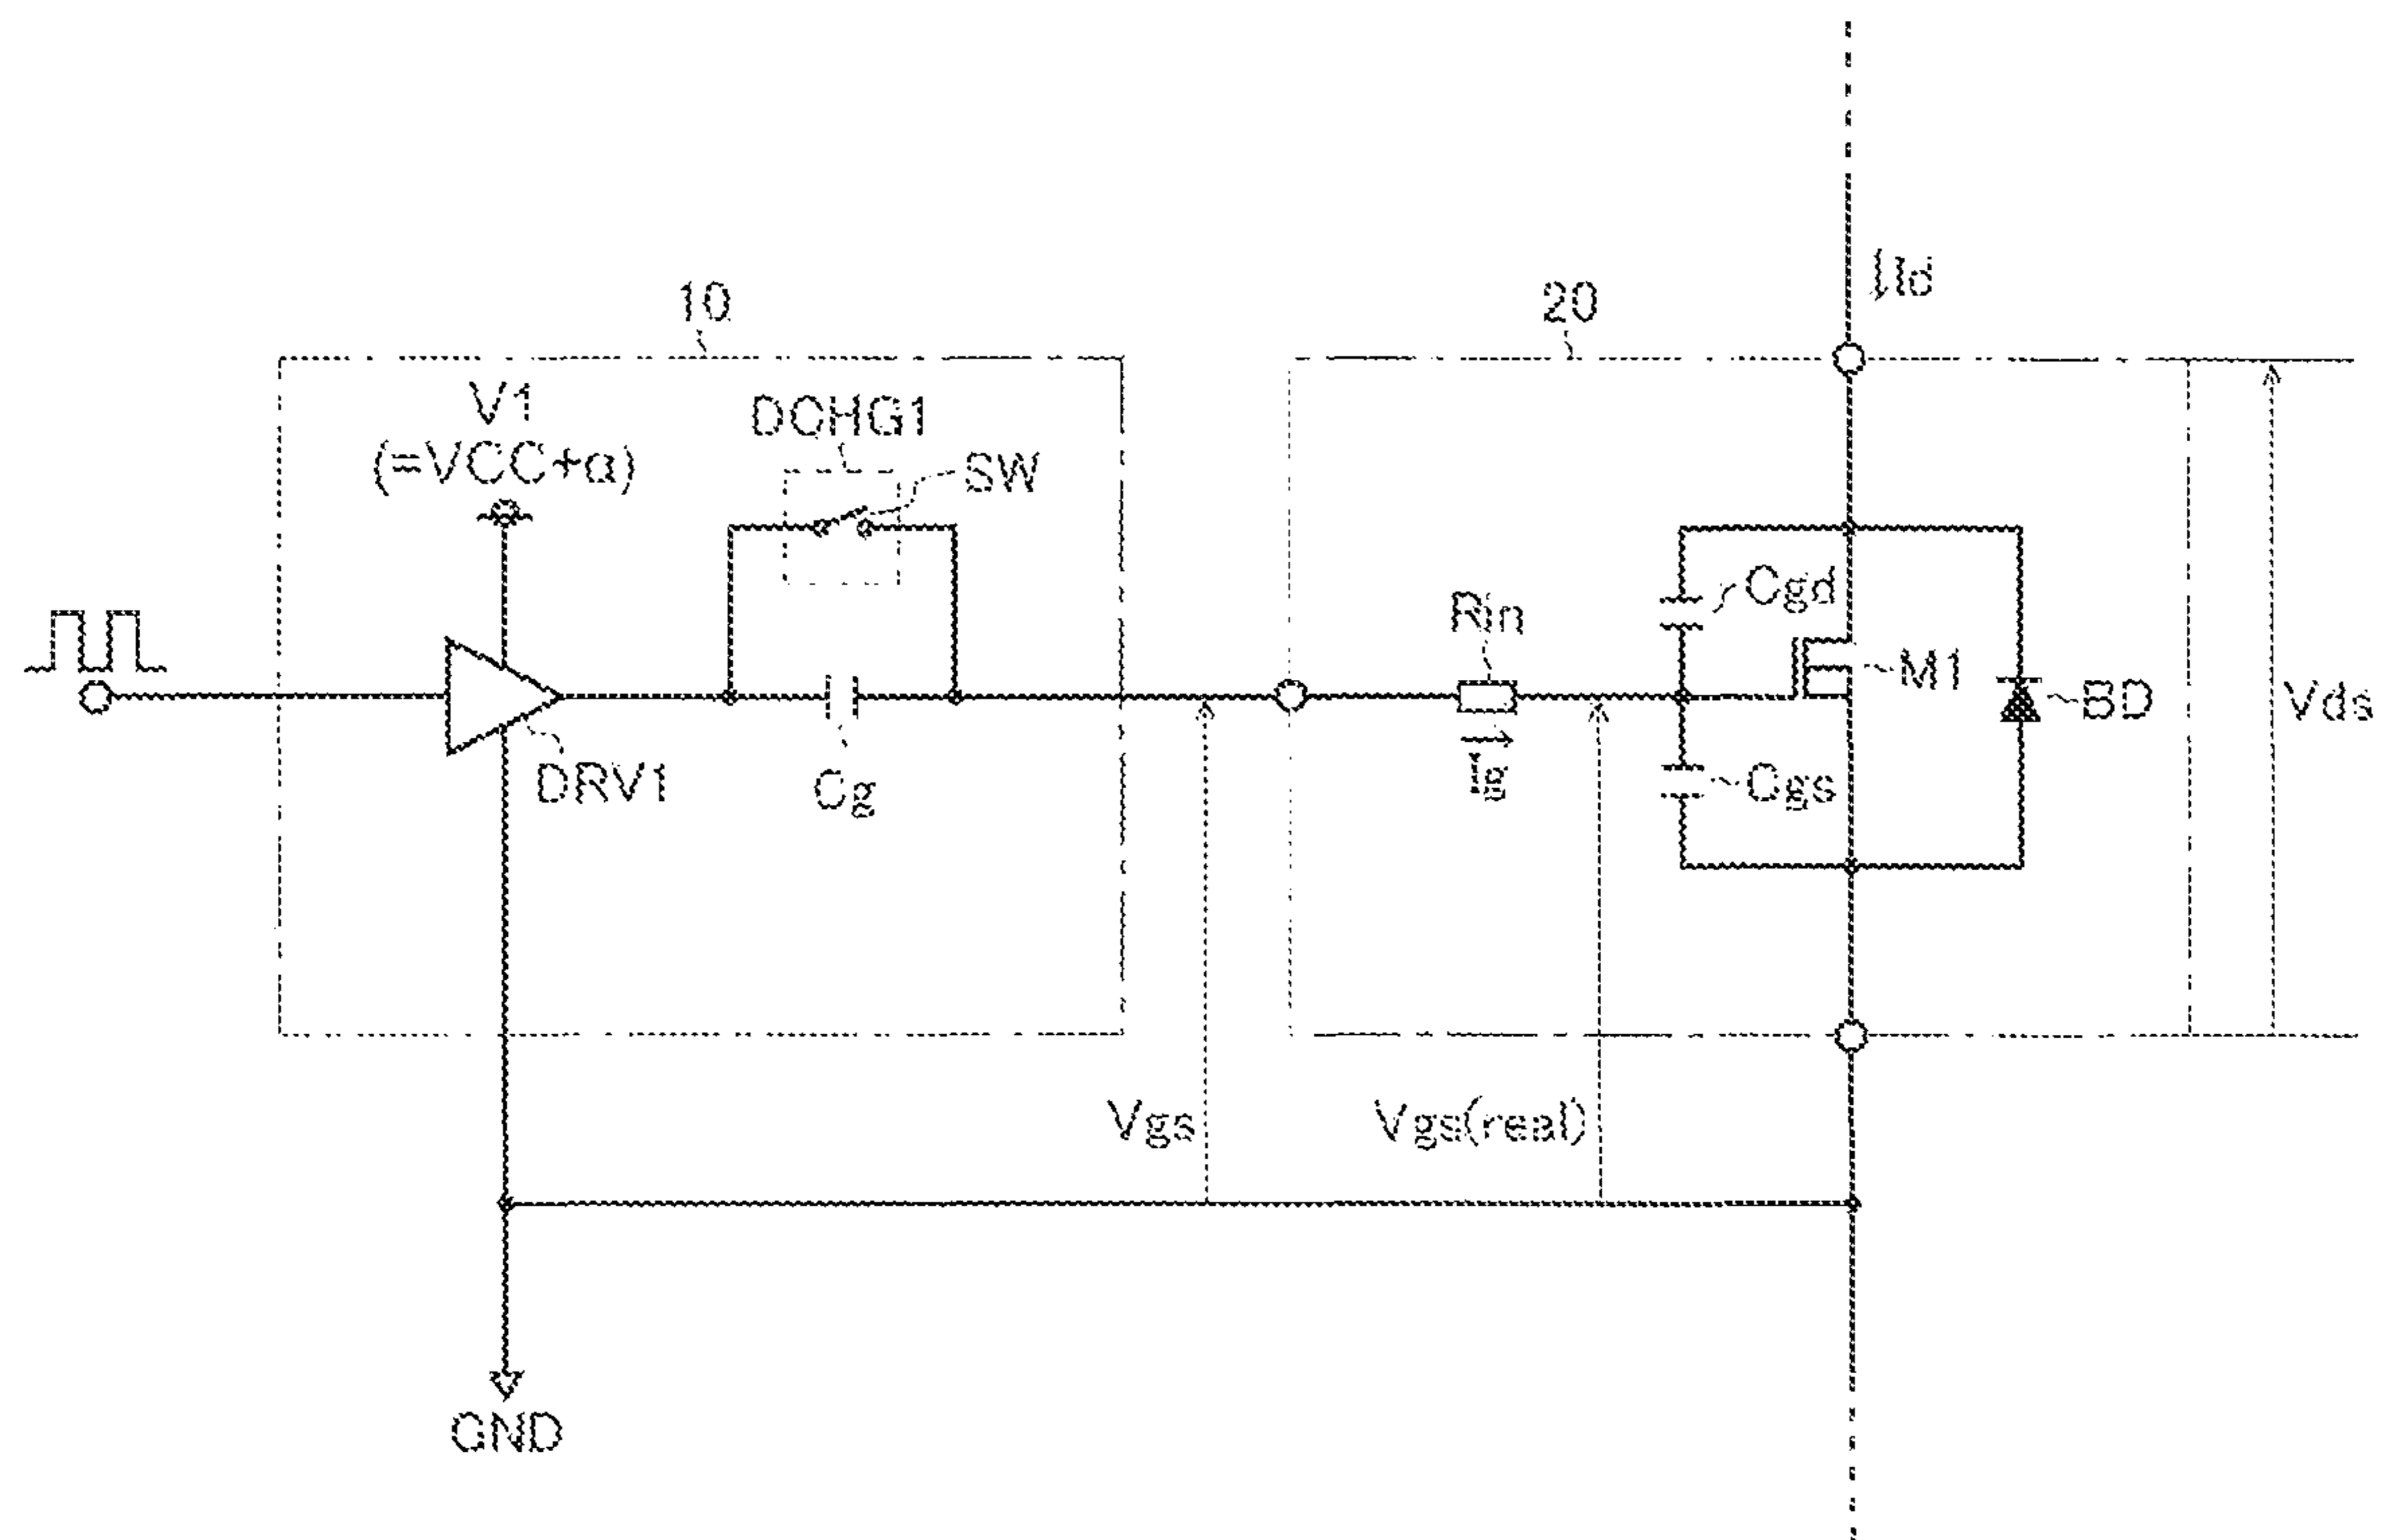 Id
10
20
V1
(=VCC+α)
DCHG1
SW
Cgd
Rin
M1
BD
Vds
DRV1
Cg
Ig
Cgs
Vgs
Vgs(real)
GND